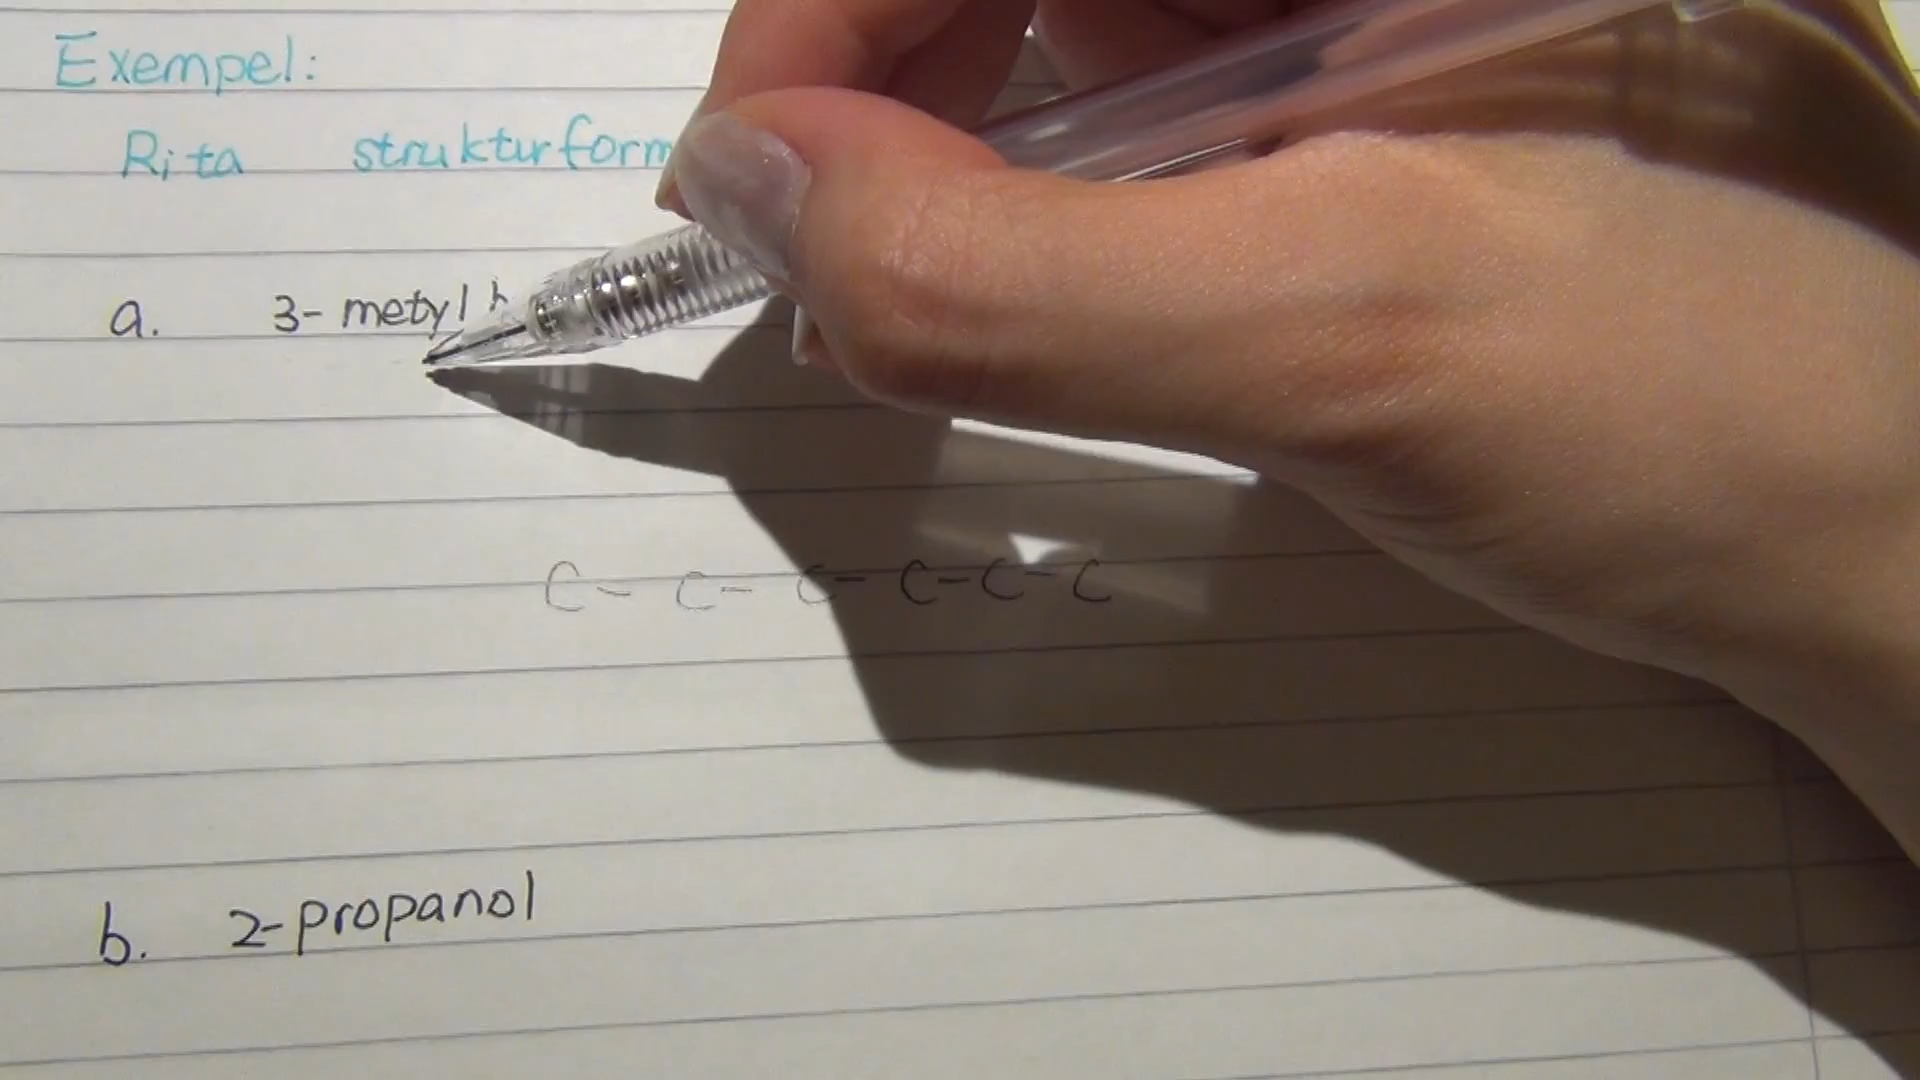 Exempel:
Rita strukturform
a. 3-metyl h
C- C- C- C-C-C
b. 2-propanol